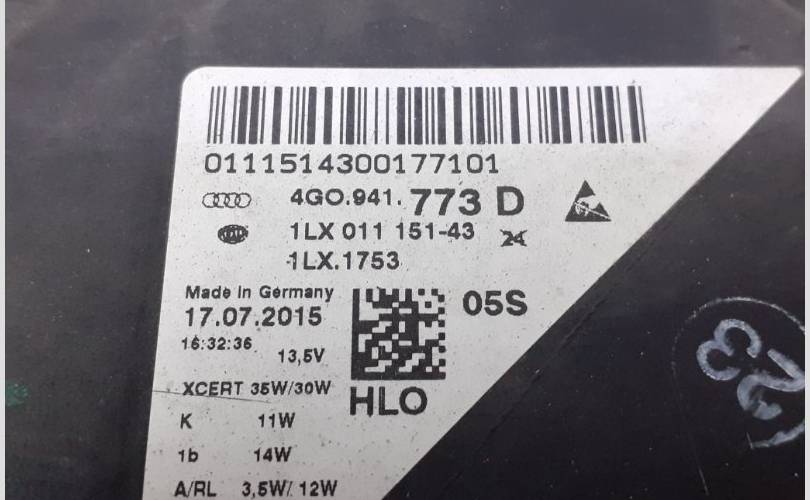 0111514300177101
4G0.941.773 D
1LX 011 151-43
1LX.1753
Made in Germany
17.07.2015
05S
16:32:36
13,5V
XCERT 35W/30W
HLO
K 11W
1b 14W
A/RL 3,5W/ 12W
23